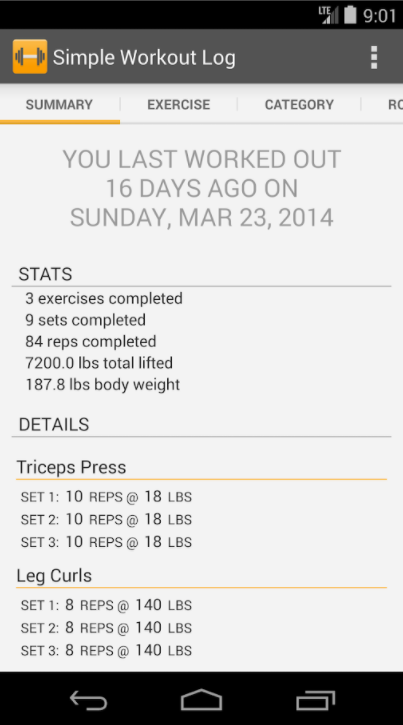 LTE 9:01
Simple Workout Log
SUMMARY EXERCISE CATEGORY RO
YOU LAST WORKED OUT
16 DAYS AGO ON
SUNDAY, MAR 23, 2014
STATS
3 exercises completed
9 sets completed
84 reps completed
7200.0 lbs total lifted
187.8 lbs body weight
DETAILS
Triceps Press
SET 1: 10 REPS @ 18 LBS
SET 2: 10 REPS @ 18 LBS
SET 3: 10 REPS @ 18 LBS
Leg Curls
SET 1: 8 REPS @ 140 LBS
SET 2: 8 REPS @ 140 LBS
SET 3: 8 REPS @ 140 LBS